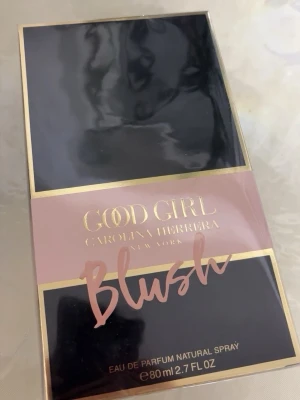 GOOD GIRL
CAROLINA HERRERA
NEW YORK
Blush
EAU DE PARFUM NATURAL SPRAY
℮80ml 2.7 FL OZ